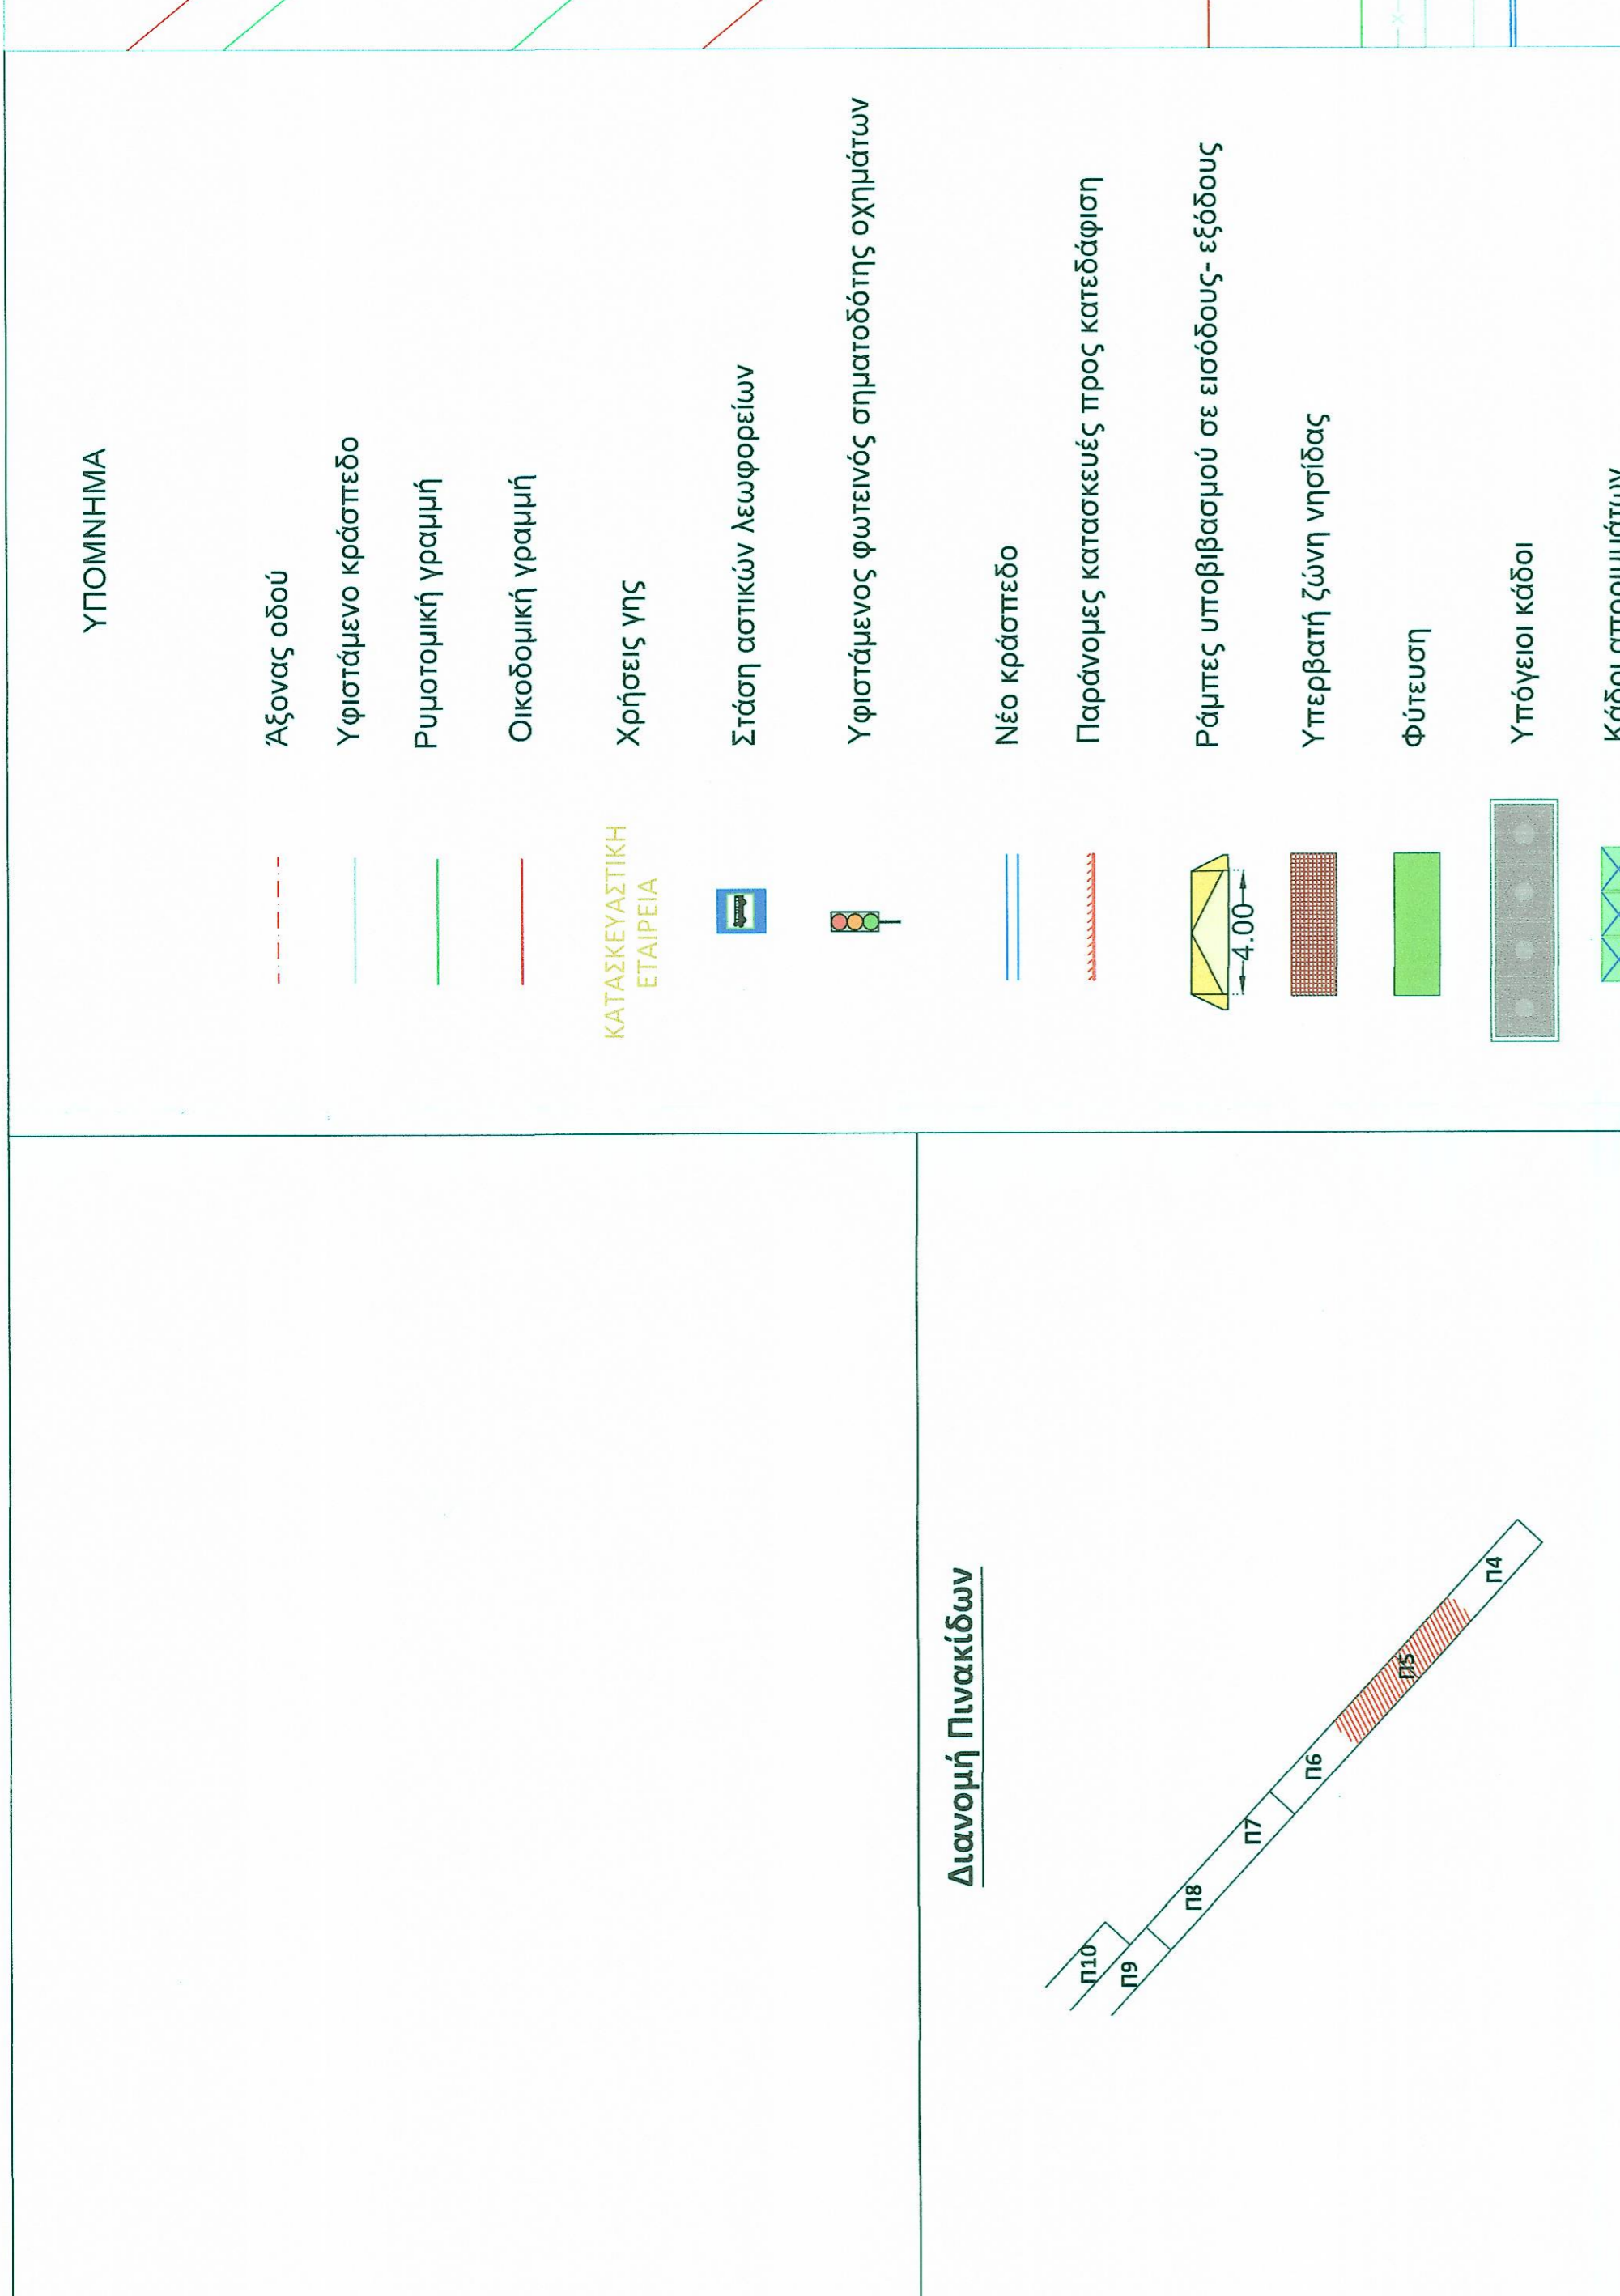 ΥΠΟΜΝΗΜΑ
Άξονας οδού
Υφιστάμενο κράσπεδο
Ρυμοτομική γραμμή
Οικοδομική γραμμή
ΚΑΤΑΣΚΕΥΑΣΤΙΚΗ
ΕΤΑΙΡΕΙΑ
Χρήσεις γης
Στάση αστικών λεωφορείων
Υφιστάμενος φωτεινός σηματοδότης οχημάτων
Νέο κράσπεδο
Παράνομες κατασκευές προς κατεδάφιση
4.00
Ράμπες υποβιβασμού σε εισόδους- εξόδους
Υπερβατή ζώνη νησίδας
Φύτευση
Υπόγειοι κάδοι
Διανομή Πινακίδων
Π10
Π9
Π8
Π7
Π6
Π5
Π4